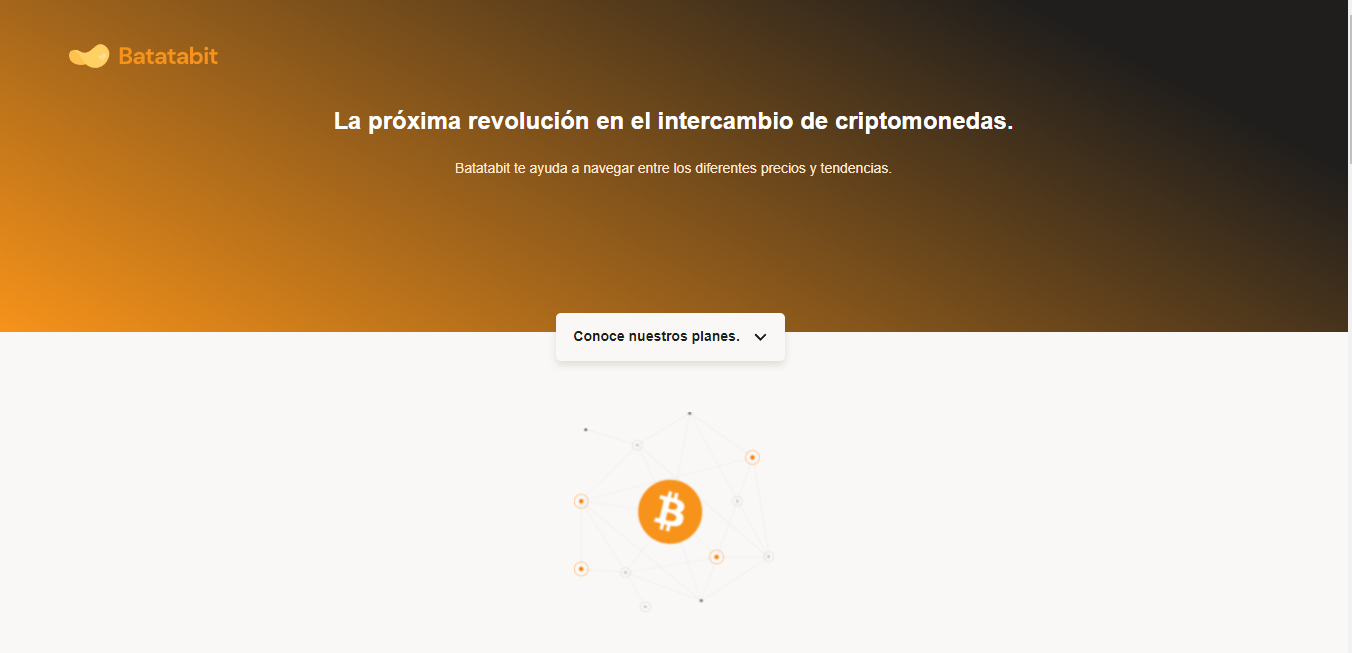 Batatabit
La próxima revolución en el intercambio de criptomonedas.
Batatabit te ayuda a navegar entre los diferentes precios y tendencias.
Conoce nuestros planes.